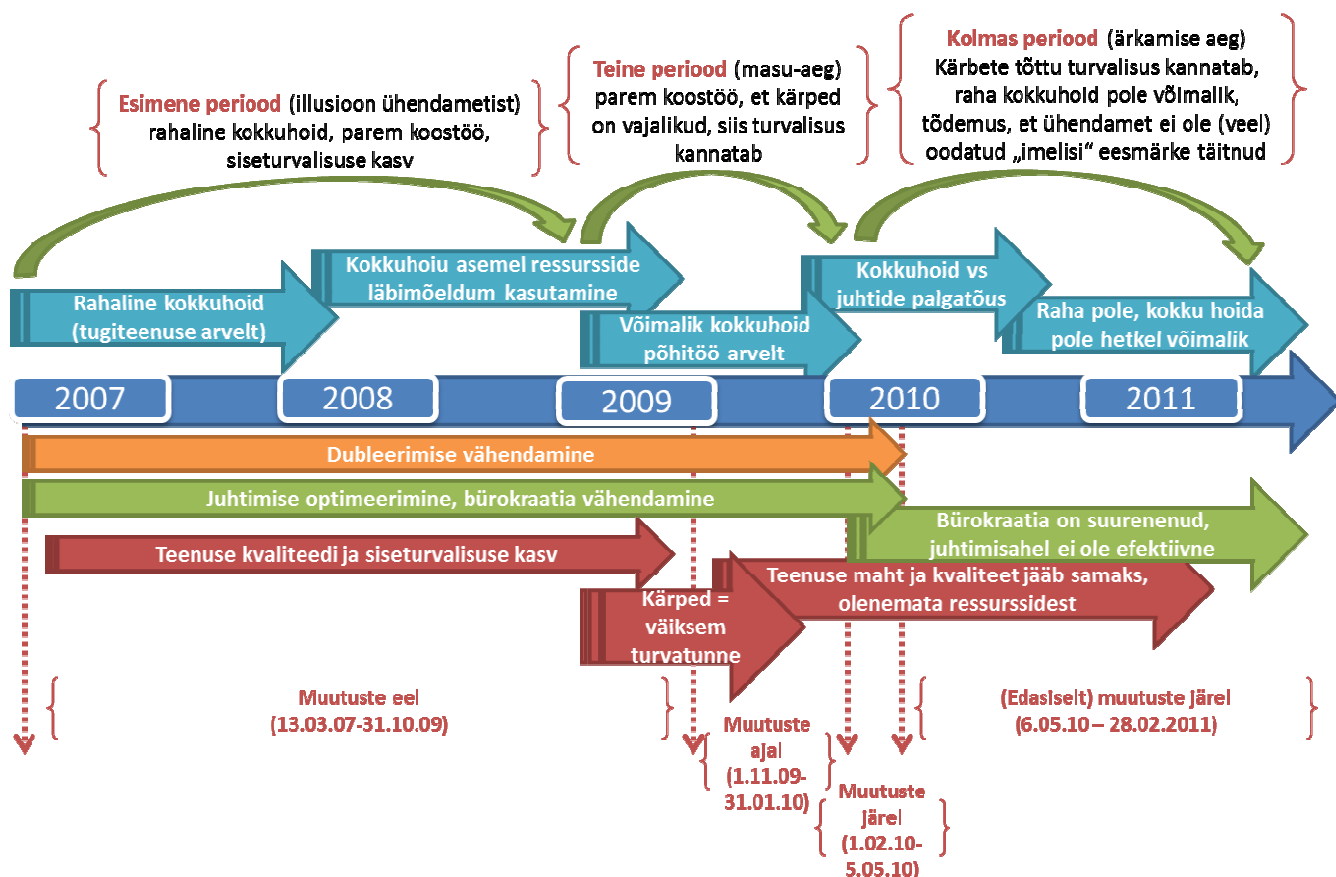 Esimene periood (illusioon ühendametist)
rahaline kokkuhoid, parem koostöö,
siseturvalisuse kasv
Teine periood (masu-aeg)
parem koostöö, et kärped
on vajalikud, siis turvalisus
kannatab
Kolmas periood (ärkamise aeg)
Kärbete tõttu turvalisus kannatab,
raha kokkuhoid pole võimalik,
tõdemus, et ühendamet ei ole (veel)
oodatud „imelisi“ eesmärke täitnud
Rahaline kokkuhoid
(tugiteenuse arvelt)
Kokkuhoiu asemel ressursside
läbimõeldum kasutamine
Võimalik kokkuhoid
põhitöö arvelt
Kokkuhoid vs
juhtide palgatõus
Raha pole, kokku hoida
pole hetkel võimalik
2007
2008
2009
2010
2011
Dubleerimise vähendamine
Juhtimise optimeerimine, bürokraatia vähendamine
Bürokraatia on suurenenud,
juhtimisahel ei ole efektiivne
Teenuse kvaliteedi ja siseturvalisuse kasv
Teenuse maht ja kvaliteet jääb samaks,
olenemata ressurssidest
Kärped =
väiksem
turvatunne
Muutuste eel
(13.03.07-31.10.09)
Muutuste
ajal
(1.11.09-
31.01.10)
Muutuste
järel
(1.02.10-
5.05.10)
(Edasiselt) muutuste järel
(6.05.10 – 28.02.2011)